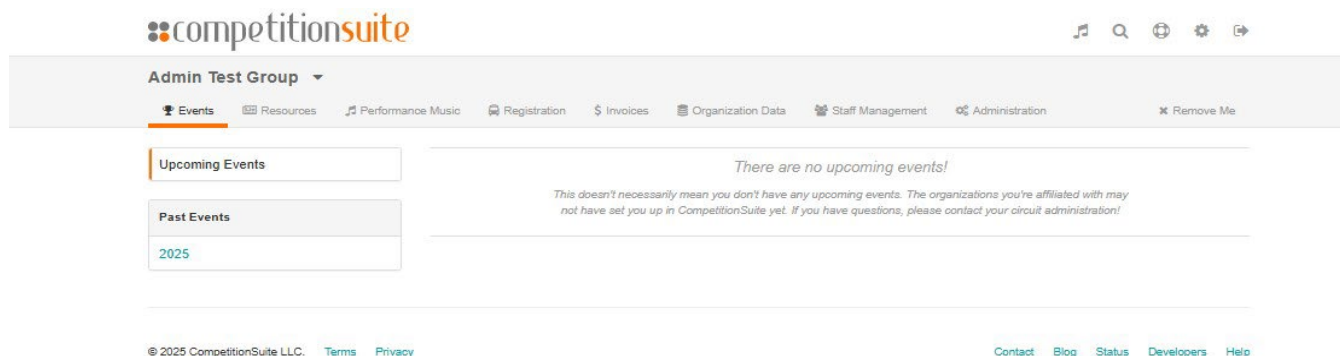 competitionsuite
Admin Test Group
Events Resources Performance Music Registration $ Invoices Organization Data Staff Management Administration Remove Me
Upcoming Events
There are no upcoming events!
This doesn't necessarily mean you don't have any upcoming events. The organizations you're affiliated with may
not have set you up in CompetitionSuite yet. If you have questions, please contact your circuit administration!
Past Events
2025
© 2025 CompetitionSuite LLC. Terms Privacy Contact Blog Status Developers Help